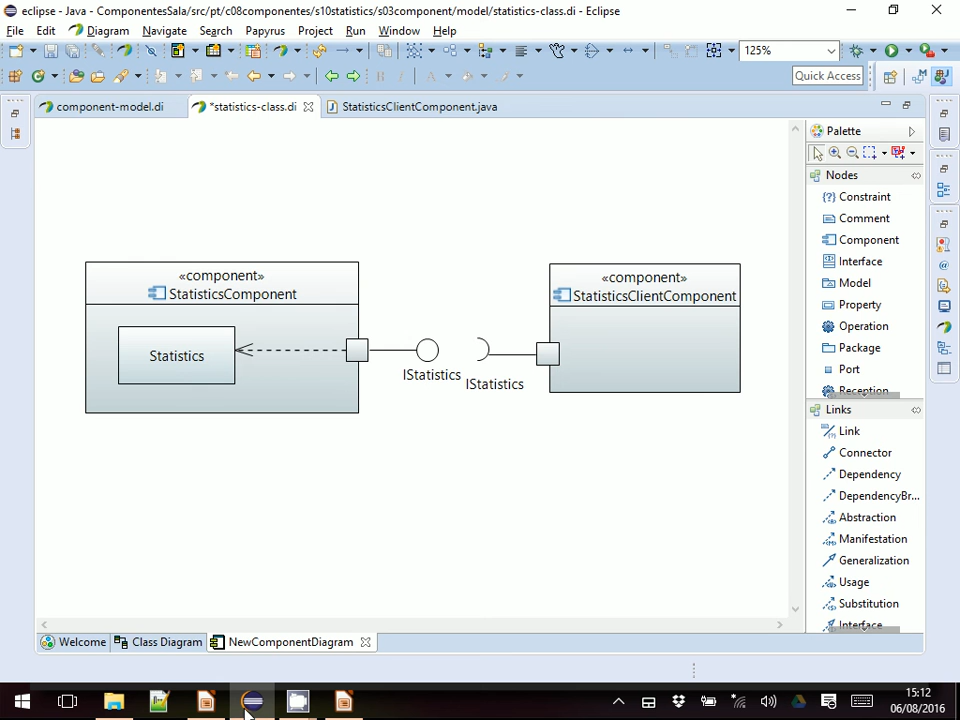 eclipse - Java - ComponentesSala/src/pt/c08componentes/s10statistics/s03component/model/statistics-class.di - Eclipse
File Edit Diagram Navigate Search Papyrus Project Run Window Help
125%
Quick Access
component-model.di *statistics-class.di StatisticsClientComponent.java
Palette
Nodes
{?} Constraint
Comment
Component
Interface
Model
Property
Operation
Package
Port
Reception
Links
Link
Connector
Dependency
DependencyBr...
Abstraction
Manifestation
Generalization
Usage
Substitution
Interface
«component»
StatisticsComponent
Statistics
IStatistics
IStatistics
«component»
StatisticsClientComponent
Welcome Class Diagram NewComponentDiagram
15:12
06/08/2016